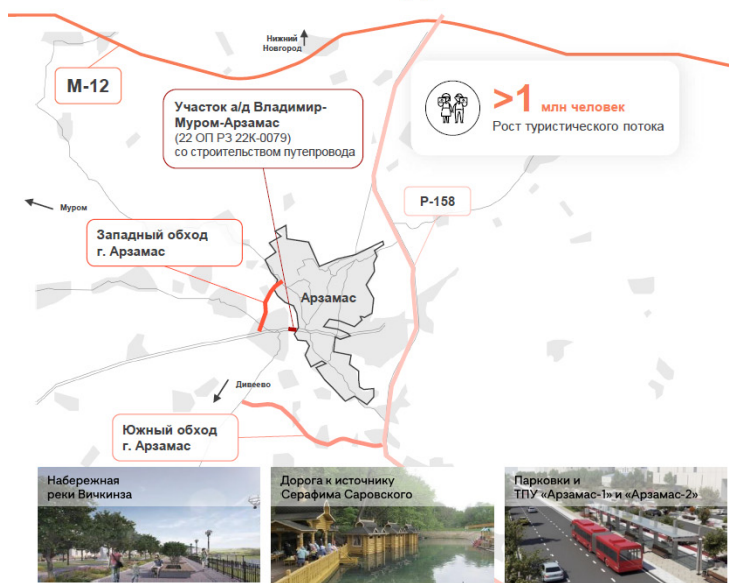 Нижний
Новгород
М-12
Участок а/д Владимир-
Муром-Арзамас
(22 ОП РЗ 22К-0079)
со строительством путепровода
>1 млн человек
Рост туристического потока
Муром
Р-158
Западный обход
г. Арзамас
Арзамас
Дивеево
Южный обход
г. Арзамас
Набережная
реки Вичкинза
Дорога к источнику
Серафима Саровского
Парковки и
ТПУ «Арзамас-1» и «Арзамас-2»